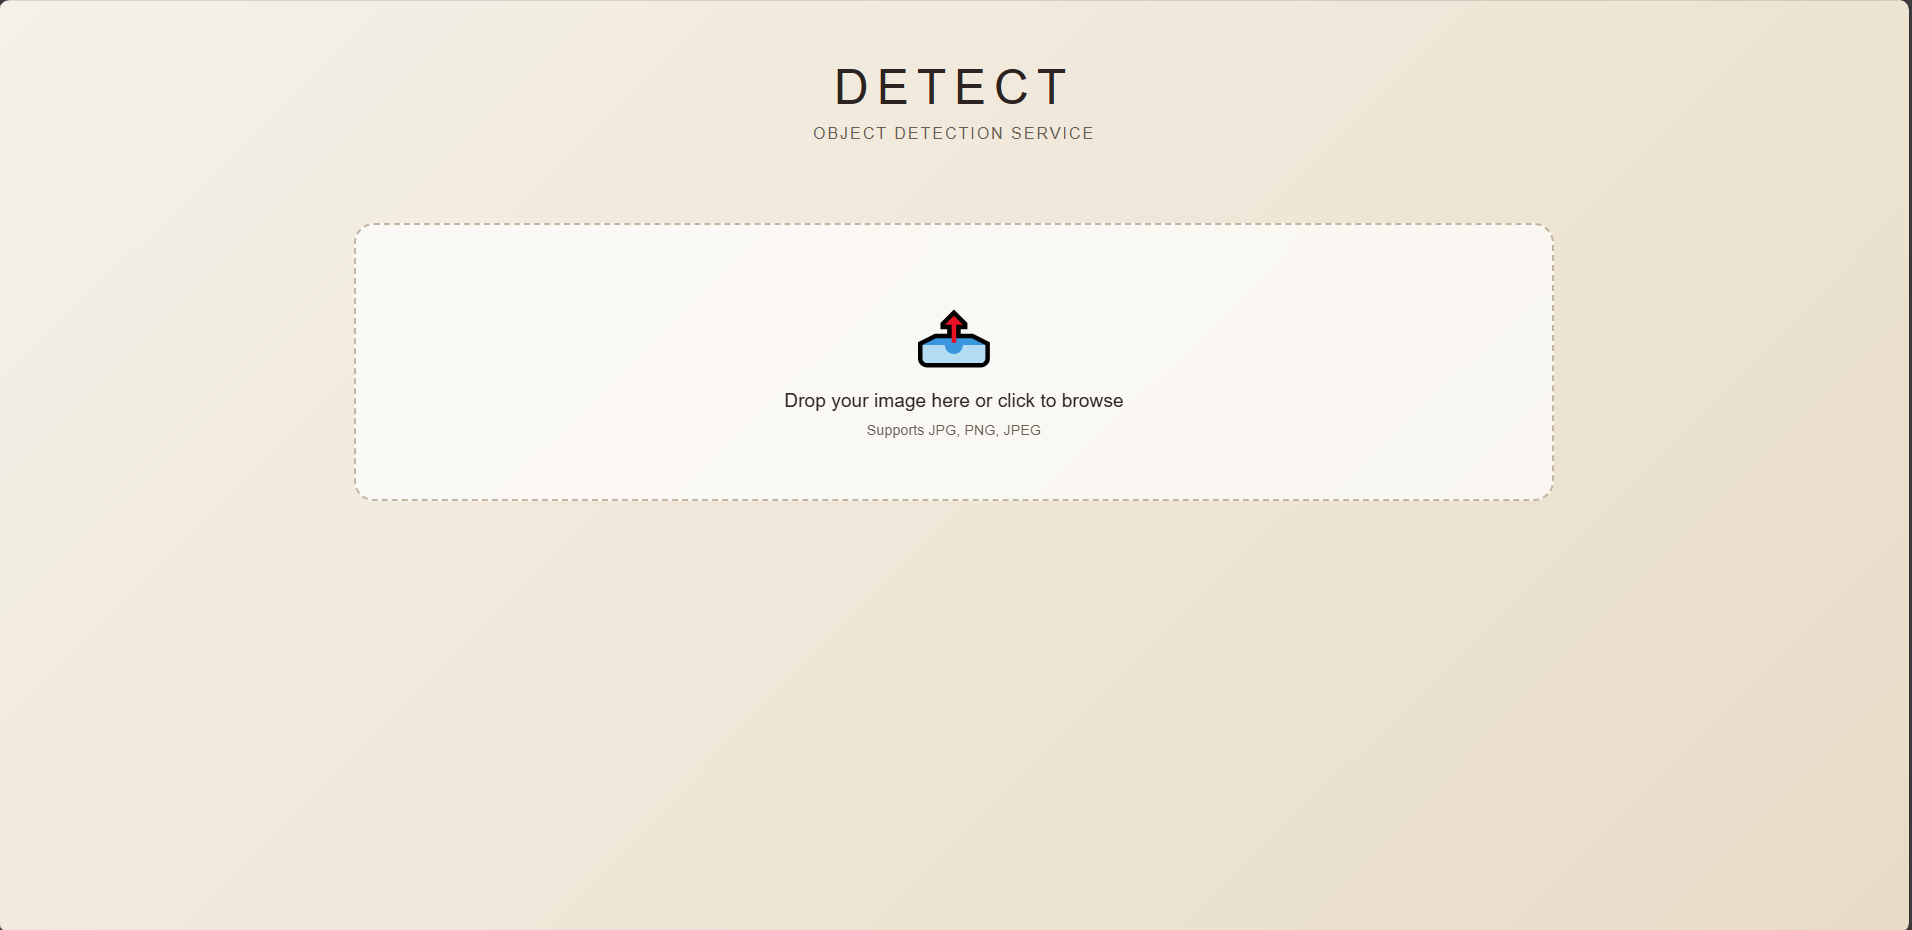 DETECT
OBJECT DETECTION SERVICE
Drop your image here or click to browse
Supports JPG, PNG, JPEG